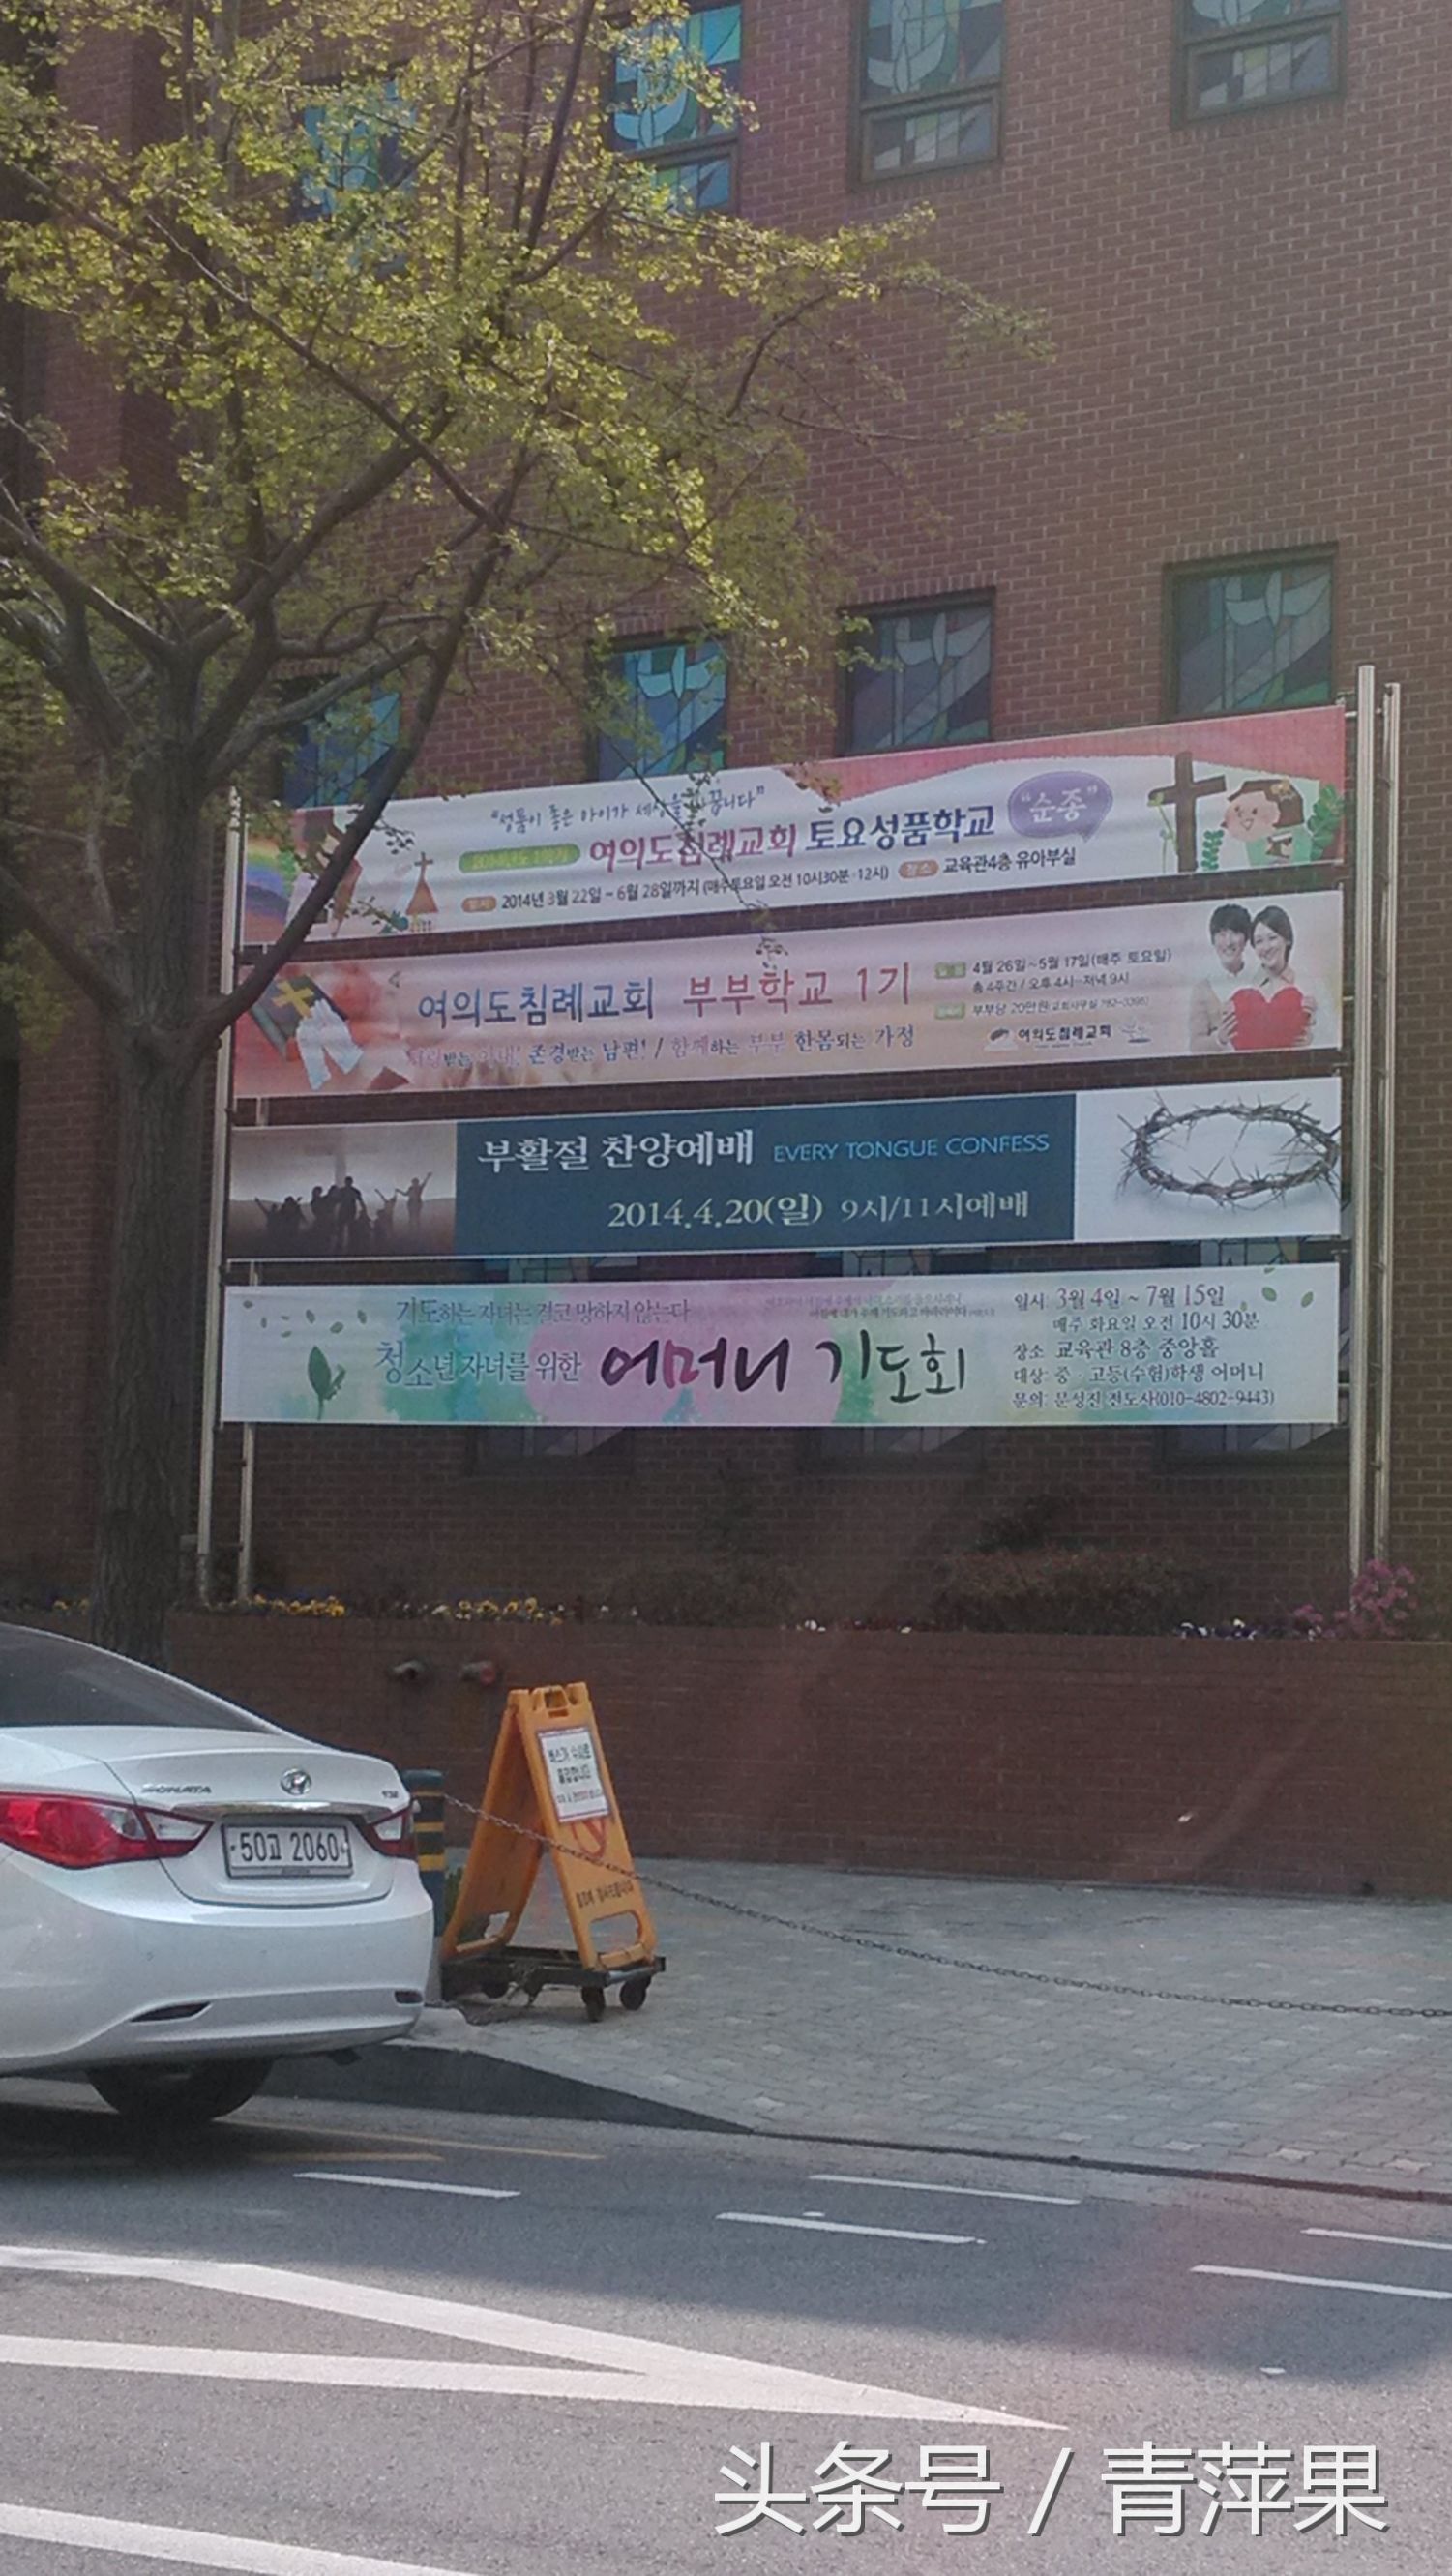 "성품이 좋은 아이가 세상을 바꿉니다"
여의도침례교회 토요성품학교 "순종"
2014년 3월 22일 ~ 6월 28일까지 (매주토요일 오전 10시30분~12시) 장소 교육관4층 유아부실
여의도침례교회 부부학교 1기
존경받는 남편! / 함께하는 부부 한몸되는 가정
4월 26일~5월 17일(매주 토요일)
총 4주간 / 오후 4시~저녁 9시
부부당 20만원
여의도침례교회
부활절 찬양예배 EVERY TONGUE CONFESS
2014.4.20(일) 9시/11시예배
기도하는 자녀는 결코 망하지 않는다
청소년 자녀를 위한 어머니 기도회
일시: 3월 4일 ~ 7월 15일
매주 화요일 오전 10시 30분
장소: 교육관 8층 중앙홀
대상: 중·고등(수험)학생 어머니
문의: 문성진 전도사(010-4802-9443)
SONATA
50고 2060
头条号 / 青萍果